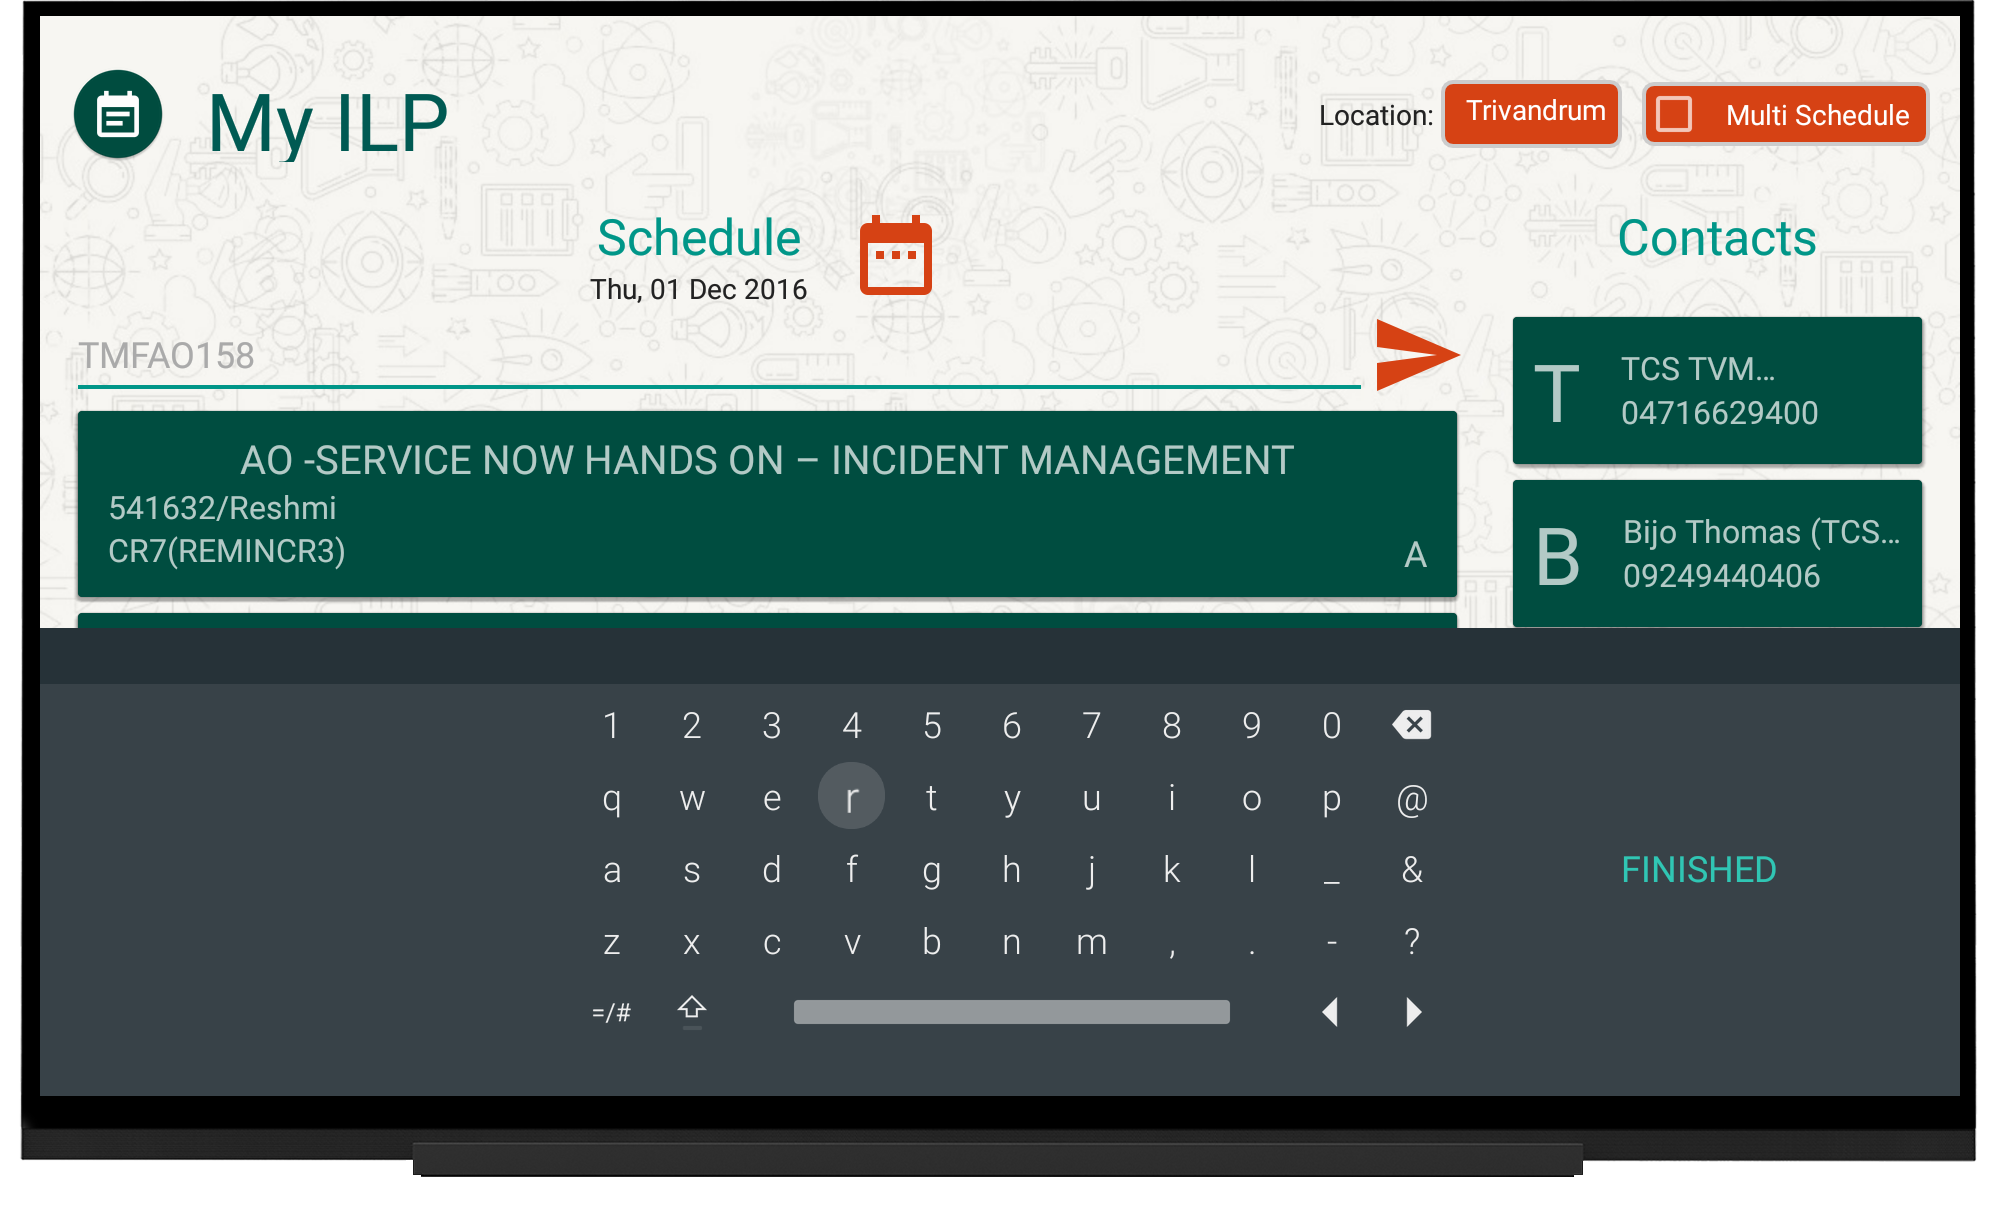 My ILP
Location: Trivandrum
Multi Schedule
Schedule
Thu, 01 Dec 2016
Contacts
TMFAO158
AO -SERVICE NOW HANDS ON – INCIDENT MANAGEMENT
541632/Reshmi
CR7(REMINCR3)
A
T
TCS TVM...
04716629400
B
Bijo Thomas (TCS...
09249440406
1 2 3 4 5 6 7 8 9 0
q w e r t y u i o p @
a s d f g h j k l _ &
FINISHED
z x c v b n m , . - ?
=/#